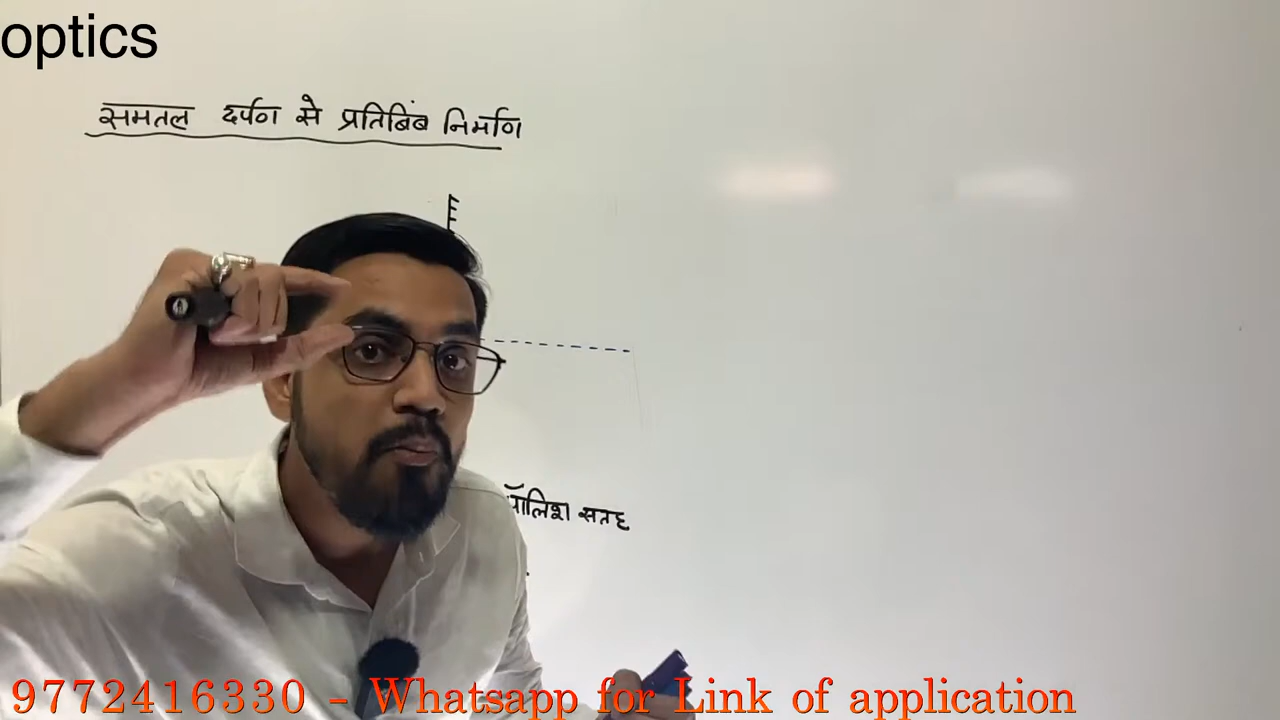 optics
समतल दर्पण से प्रतिबिंब निर्माण
पॉलिश सतह
9772416330 - Whatsapp for Link of application